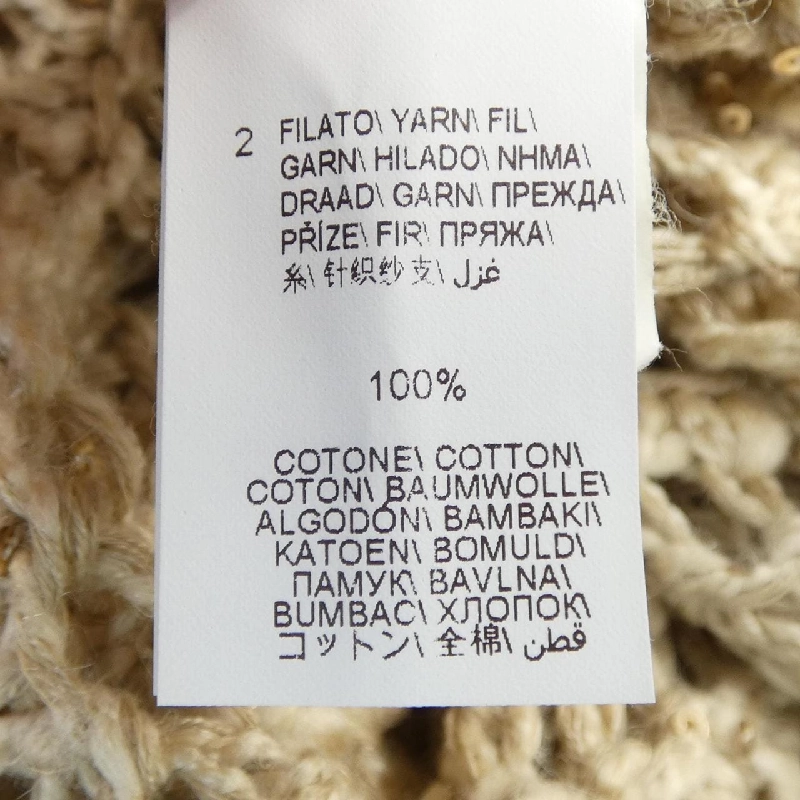 2 FILATO\ YARN\ FIL\
GARN\ HILADO\ NHMA\
DRAAD\ GARN\ ПРЕЖДА\
PŘÍZE\ FIR\ ПРЯЖА\
糸\ 针织纱支\ غزل
100%
COTONE\ COTTON\
COTON\ BAUMWOLLE\
ALGODÓN\ BAMBAKI\
KATOEN\ BOMULD\
ПАМУК\ BAVLNA\
BUMBAC\ ХЛОПОК\
コットン\ 全棉\ قطن